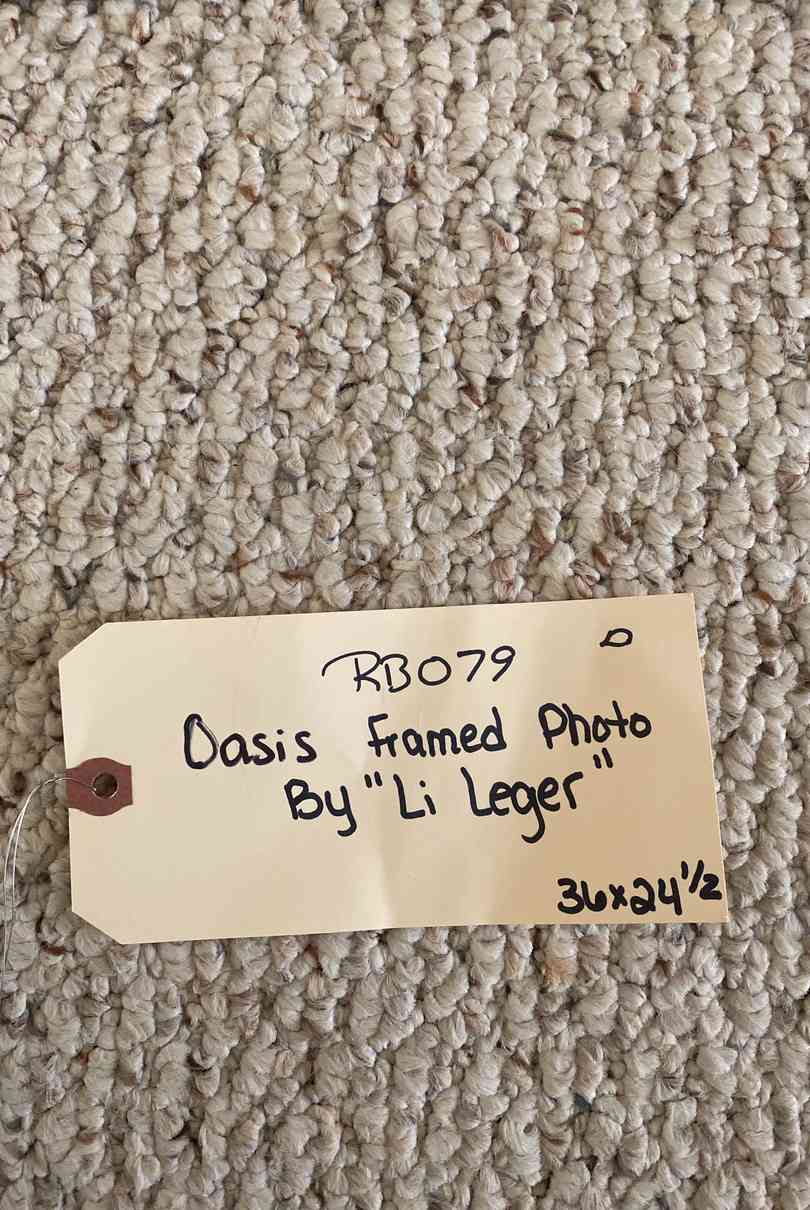 RB079
Oasis Framed Photo
By "Li Leger"
36x24 1/2